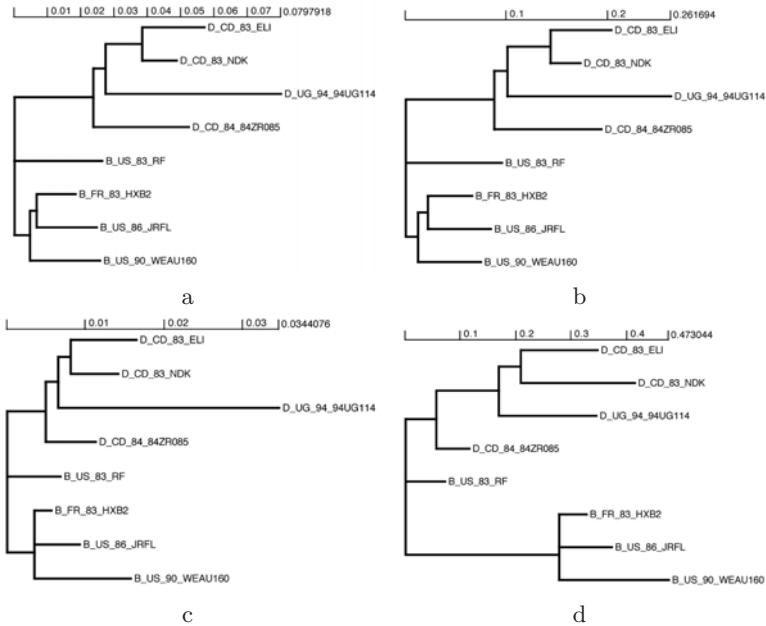 0.01 0.02 0.03 0.04 0.05 0.06 0.07 0.0797918
D_CD_83_ELI
D_CD_83_NDK
D_UG_94_94UG114
D_CD_84_84ZR085
B_US_83_RF
B_FR_83_HXB2
B_US_86_JRFL
B_US_90_WEAU160
a
0.1 0.2 0.261694
D_CD_83_ELI
D_CD_83_NDK
D_UG_94_94UG114
D_CD_84_84ZR085
B_US_83_RF
B_FR_83_HXB2
B_US_86_JRFL
B_US_90_WEAU160
b
0.01 0.02 0.03 0.0344076
D_CD_83_ELI
D_CD_83_NDK
D_UG_94_94UG114
D_CD_84_84ZR085
B_US_83_RF
B_FR_83_HXB2
B_US_86_JRFL
B_US_90_WEAU160
c
0.1 0.2 0.3 0.4 0.473044
D_CD_83_ELI
D_CD_83_NDK
D_UG_94_94UG114
D_CD_84_84ZR085
B_US_83_RF
B_FR_83_HXB2
B_US_86_JRFL
B_US_90_WEAU160
d